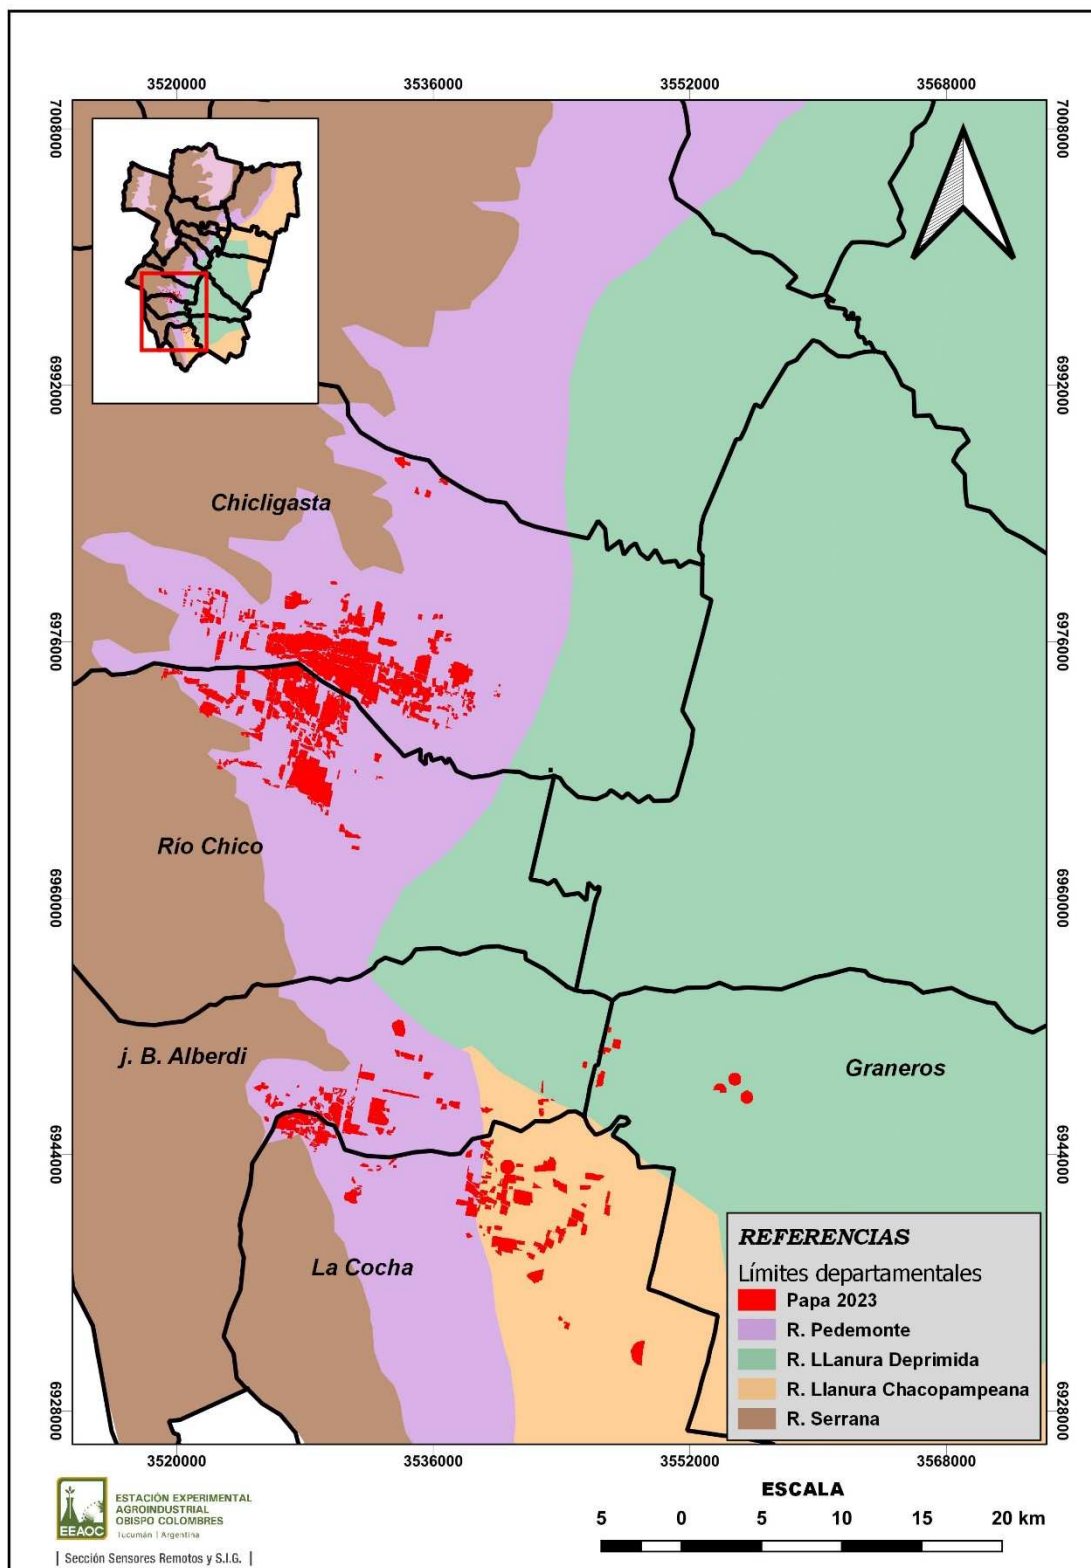 3520000 3536000 3552000 3568000
7008000 7008000
6992000 6992000
Chicligasta
6976000 6976000
Río Chico
6960000 6960000
j. B. Alberdi
Graneros
6944000 6944000
La Cocha
REFERENCIAS
Límites departamentales
Papa 2023
R. Pedemonte
R. LLanura Deprimida
R. Llanura Chacopampeana
R. Serrana
6928000 6928000
3520000 3536000 3552000 3568000
ESCALA
5 0 5 10 15 20 km
EEAOC
ESTACIÓN EXPERIMENTAL
AGROINDUSTRIAL
OBISPO COLOMBRES
Tucumán | Argentina
| Sección Sensores Remotos y S.I.G. |